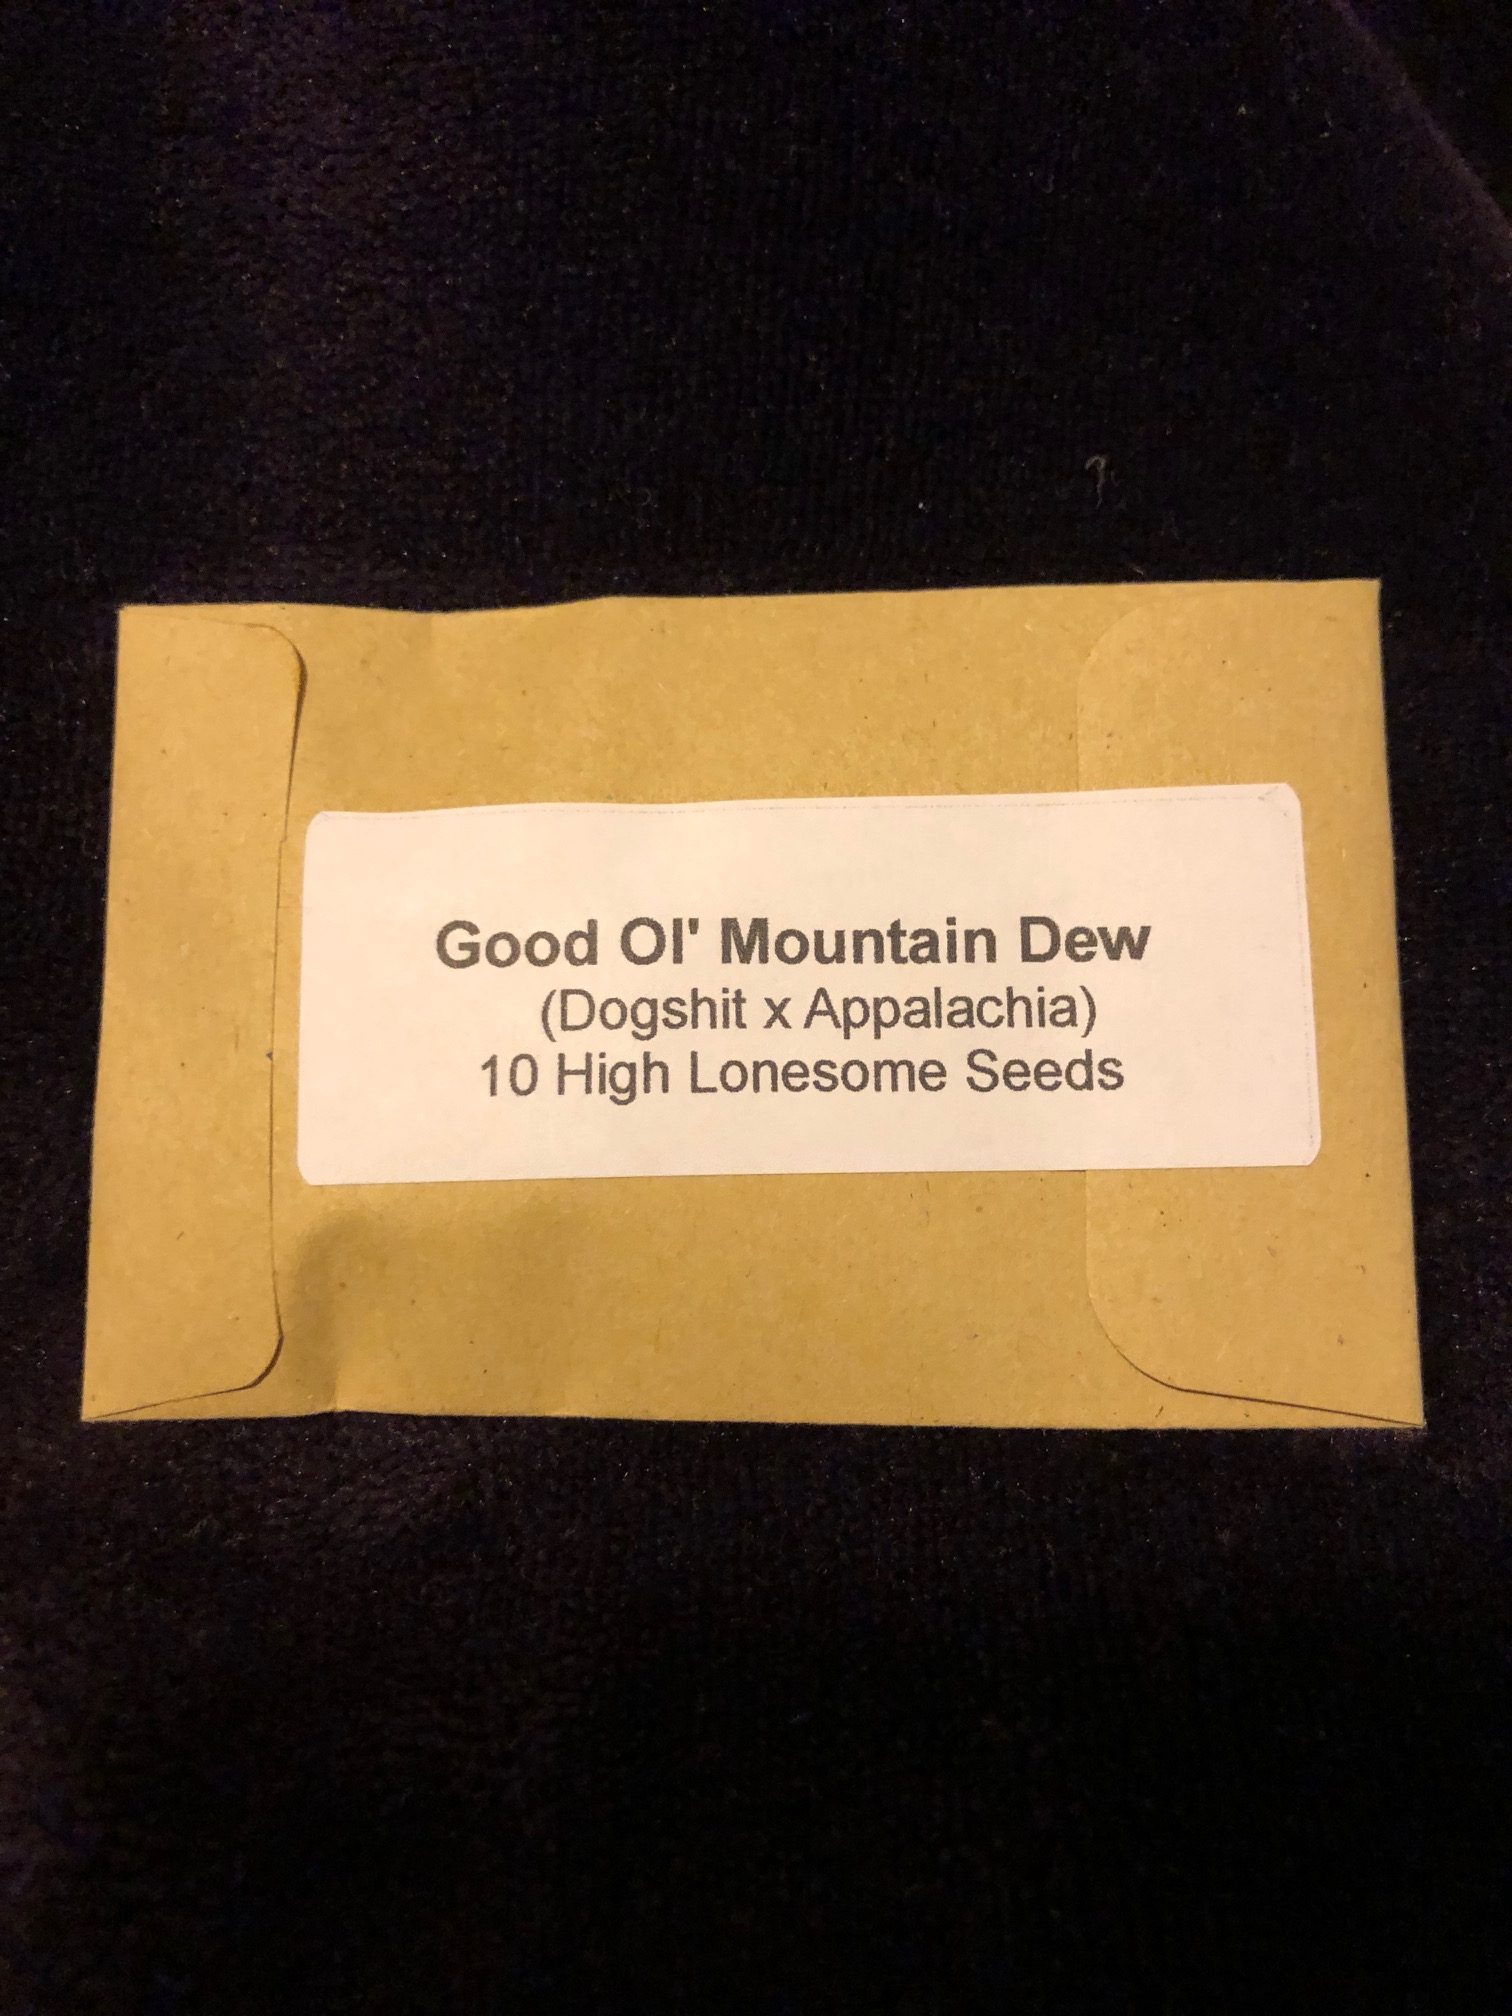 Good Ol' Mountain Dew
(Dogshit x Appalachia)
10 High Lonesome Seeds